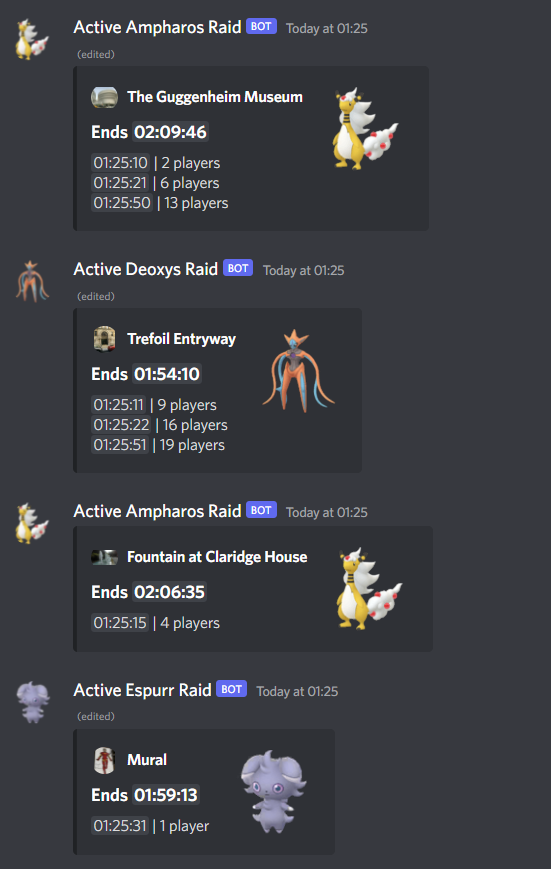 Active Ampharos Raid BOT Today at 01:25
(edited)
The Guggenheim Museum
Ends 02:09:46
01:25:10 | 2 players
01:25:21 | 6 players
01:25:50 | 13 players
Active Deoxys Raid BOT Today at 01:25
(edited)
Trefoil Entryway
Ends 01:54:10
01:25:11 | 9 players
01:25:22 | 16 players
01:25:51 | 19 players
Active Ampharos Raid BOT Today at 01:25
Fountain at Claridge House
Ends 02:06:35
01:25:15 | 4 players
Active Espurr Raid BOT Today at 01:25
(edited)
Mural
Ends 01:59:13
01:25:31 | 1 player